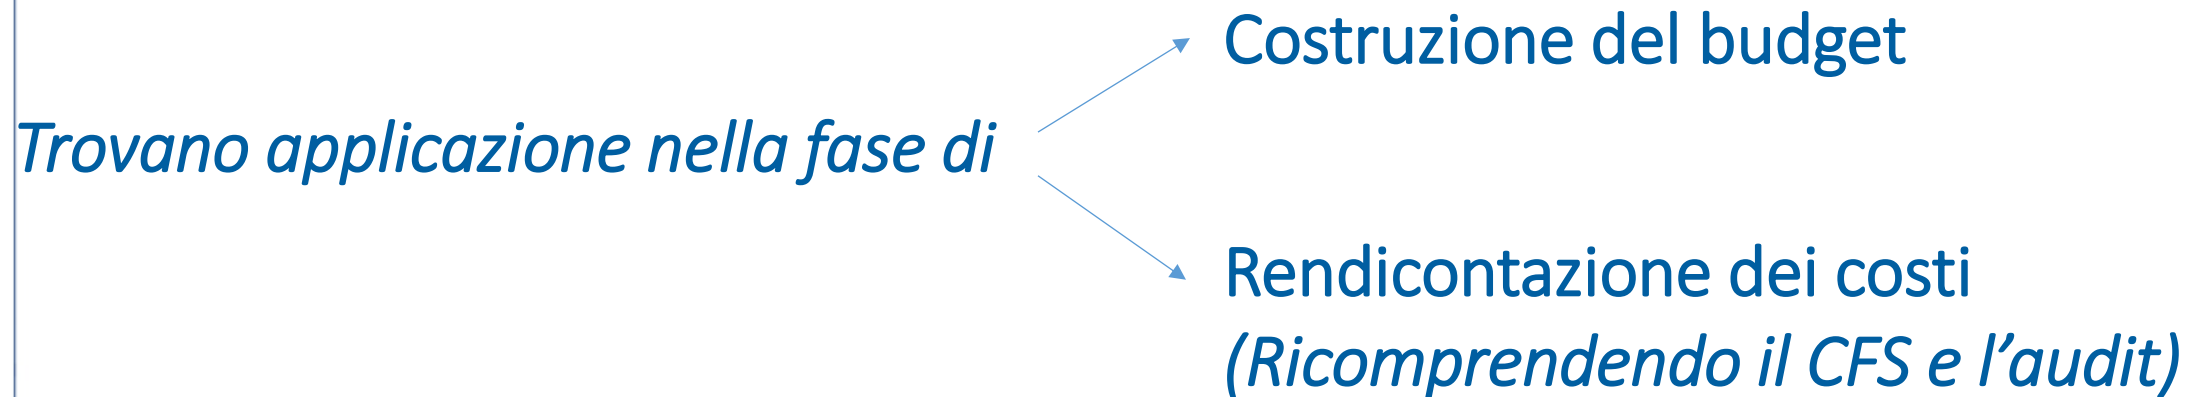 Costruzione del budget
Trovano applicazione nella fase di
Rendicontazione dei costi
(Ricomprendendo il CFS e l’audit)